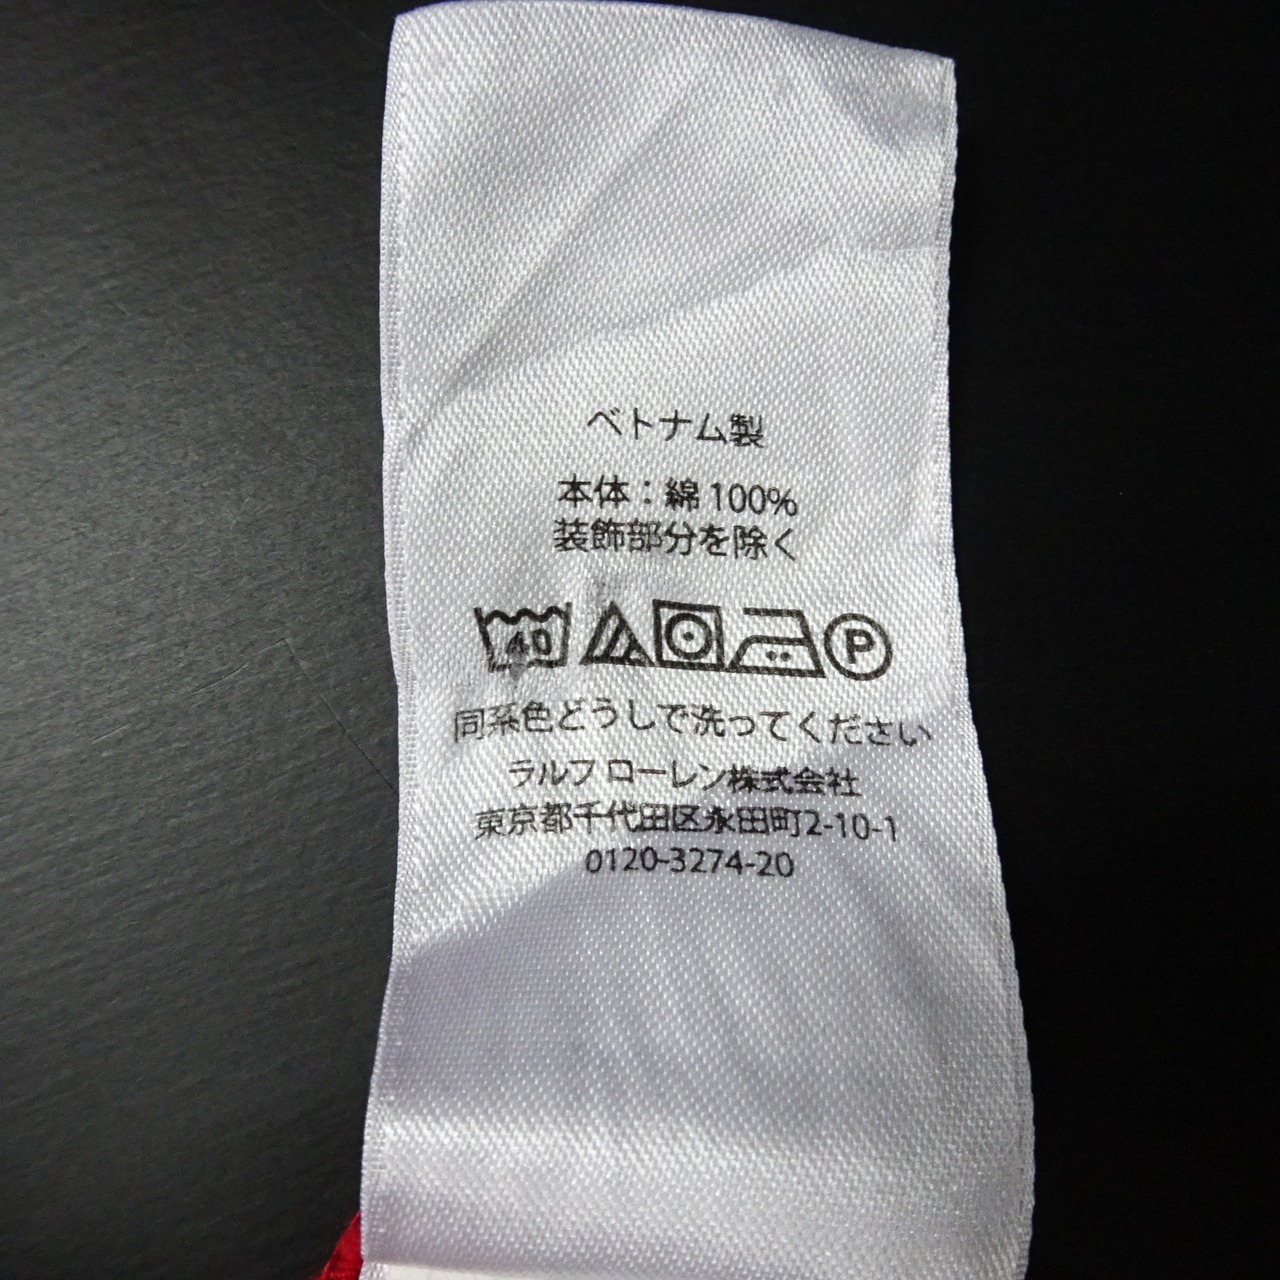 ベトナム製
本体：綿 100%
装飾部分を除く
40 P
同系色どうしで洗ってください
ラルフ ローレン株式会社
東京都千代田区永田町2-10-1
0120-3274-20